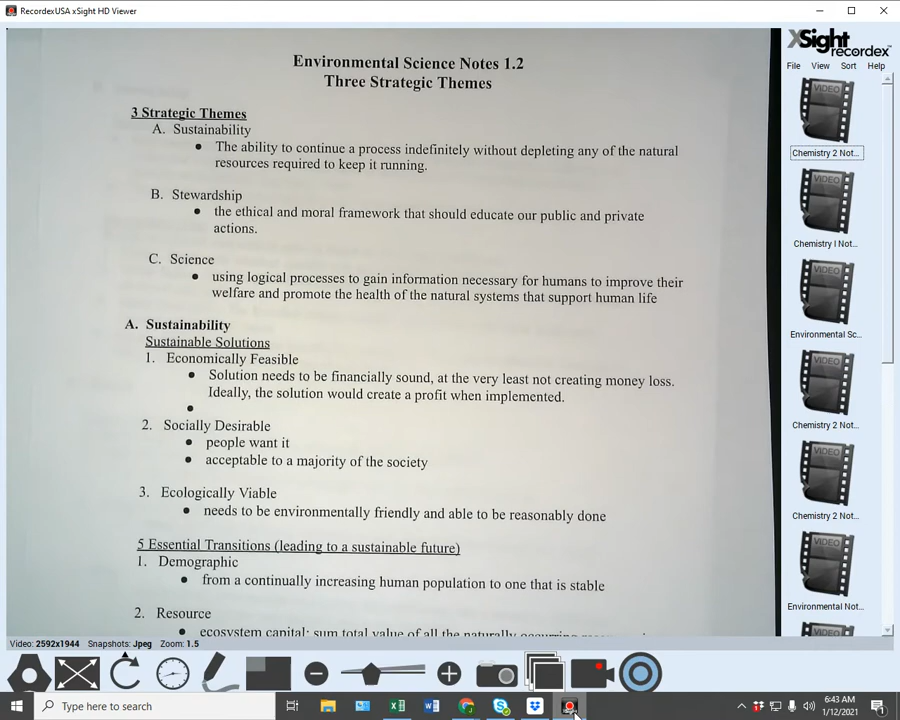 RecordexUSA xSight HD Viewer
Environmental Science Notes 1.2
Three Strategic Themes
3 Strategic Themes
A. Sustainability
• The ability to continue a process indefinitely without depleting any of the natural
resources required to keep it running.
B. Stewardship
• the ethical and moral framework that should educate our public and private
actions.
C. Science
• using logical processes to gain information necessary for humans to improve their
welfare and promote the health of the natural systems that support human life
A. Sustainability
Sustainable Solutions
1. Economically Feasible
• Solution needs to be financially sound, at the very least not creating money loss.
Ideally, the solution would create a profit when implemented.
•
2. Socially Desirable
• people want it
• acceptable to a majority of the society
3. Ecologically Viable
• needs to be environmentally friendly and able to be reasonably done
5 Essential Transitions (leading to a sustainable future)
1. Demographic
• from a continually increasing human population to one that is stable
2. Resource
• ecosystem capital: sum total value of all the naturally occurring
XSight
recordex
File View Sort Help
VIDEO
Chemistry 2 Not...
VIDEO
Chemistry I Not...
VIDEO
Environmental Sc...
VIDEO
Chemistry 2 Not...
VIDEO
Chemistry 2 Not...
VIDEO
Environmental Not...
VIDEO
Video: 2592x1944 Snapshots: Jpeg Zoom: 1.5
Type here to search
6:43 AM
1/12/2021
1